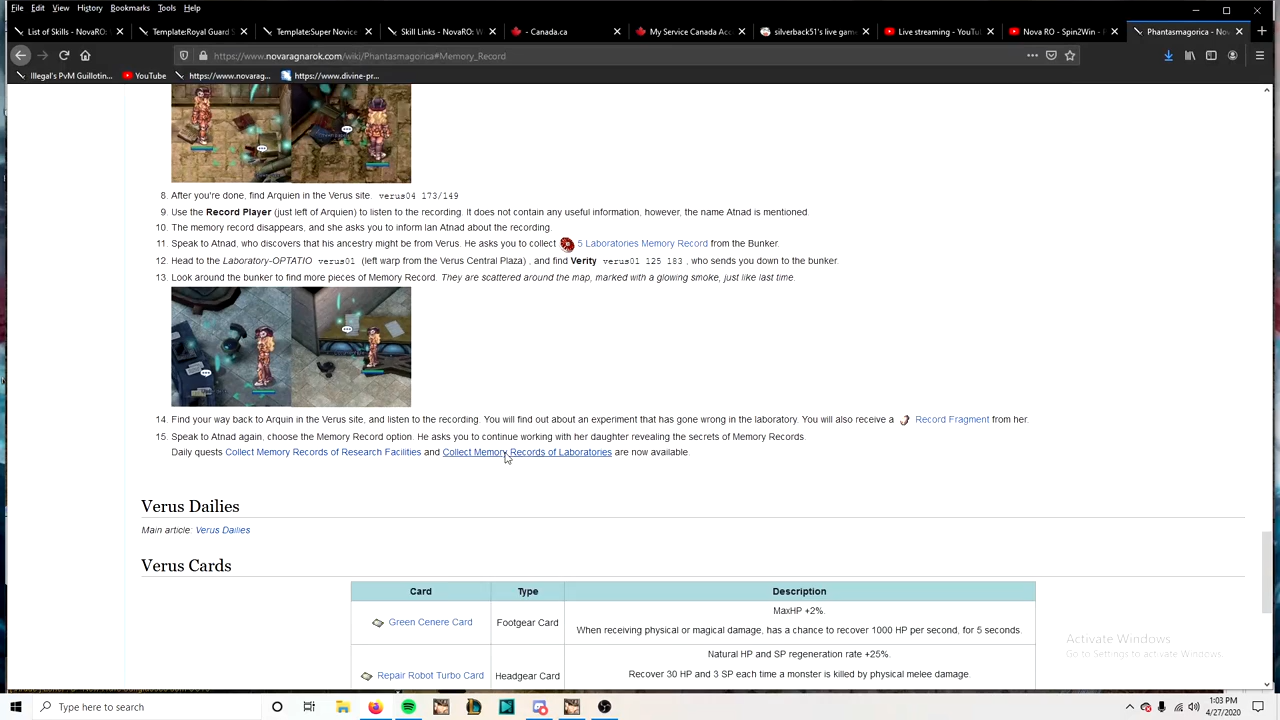 File Edit View History Bookmarks Tools Help
List of Skills - NovaRO: Template:Royal Guard S Template:Super Novice Skill Links - NovaRO: W - Canada.ca My Service Canada Acc silverback51's live game Live streaming - YouTu Nova RO - Spin2Win - R Phantasmagorica - Nov
https://www.novaragnarok.com/wiki/Phantasmagorica#Memory_Record
Illegal's PvM Guillotin... YouTube https://www.novarag... https://www.divine-pr...
8. After you're done, find Arquien in the Verus site. verus04 173/149
9. Use the Record Player (just left of Arquien) to listen to the recording. It does not contain any useful information, however, the name Atnad is mentioned.
10. The memory record disappears, and she asks you to inform Ian Atnad about the recording.
11. Speak to Atnad, who discovers that his ancestry might be from Verus. He asks you to collect 5 Laboratories Memory Record from the Bunker.
12. Head to the Laboratory-OPTATIO verus01 (left warp from the Verus Central Plaza) , and find Verity verus01 125 183 , who sends you down to the bunker.
13. Look around the bunker to find more pieces of Memory Record. They are scattered around the map, marked with a glowing smoke, just like last time.
14. Find your way back to Arquin in the Verus site, and listen to the recording. You will find out about an experiment that has gone wrong in the laboratory. You will also receive a Record Fragment from her.
15. Speak to Atnad again, choose the Memory Record option. He asks you to continue working with her daughter revealing the secrets of Memory Records.
Daily quests Collect Memory Records of Research Facilities and Collect Memory Records of Laboratories are now available.
Verus Dailies
Main article: Verus Dailies
Verus Cards
Card Type Description
Green Cenere Card Footgear Card MaxHP +2%.
When receiving physical or magical damage, has a chance to recover 1000 HP per second, for 5 seconds.
Repair Robot Turbo Card Headgear Card Natural HP and SP regeneration rate +25%.
Recover 30 HP and 3 SP each time a monster is killed by physical melee damage.
Activate Windows
Go to Settings to activate Windows.
Type here to search
1:03 PM
4/27/2020